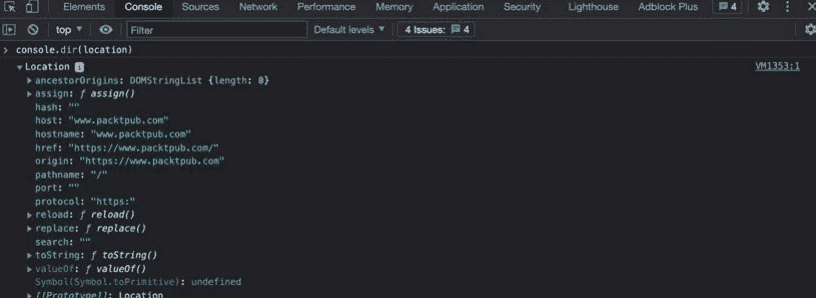 Elements Console Sources Network Performance Memory Application Security Lighthouse Adblock Plus 4
top Filter Default levels 4 Issues: 4
console.dir(location)
Location i VM1353:1
ancestorOrigins: DOMStringList {length: 0}
assign: ƒ assign()
hash: ""
host: "www.packtpub.com"
hostname: "www.packtpub.com"
href: "https://www.packtpub.com/"
origin: "https://www.packtpub.com"
pathname: "/"
port: ""
protocol: "https:"
reload: ƒ reload()
replace: ƒ replace()
search: ""
toString: ƒ toString()
valueOf: ƒ valueOf()
Symbol(Symbol.toPrimitive): undefined
[[Prototype]]: Location